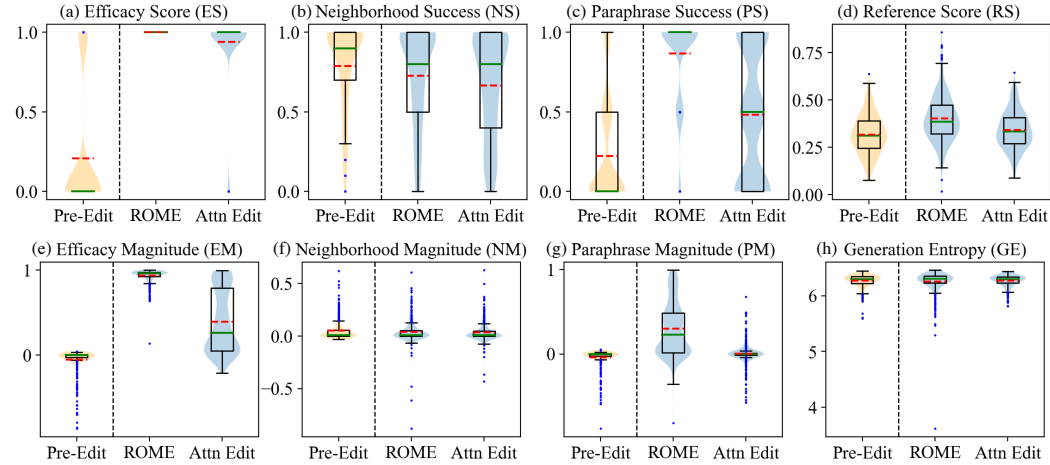 (a) Efficacy Score (ES)
1.0
0.5
0.0
Pre-Edit ROME Attn Edit
(b) Neighborhood Success (NS)
1.0
0.5
0.0
Pre-Edit ROME Attn Edit
(c) Paraphrase Success (PS)
1.0
0.5
0.0
Pre-Edit ROME Attn Edit
(d) Reference Score (RS)
0.75
0.50
0.25
0.00
Pre-Edit ROME Attn Edit
(e) Efficacy Magnitude (EM)
1
0
Pre-Edit ROME Attn Edit
(f) Neighborhood Magnitude (NM)
0.5
0.0
−0.5
Pre-Edit ROME Attn Edit
(g) Paraphrase Magnitude (PM)
1
0
Pre-Edit ROME Attn Edit
(h) Generation Entropy (GE)
6
5
4
Pre-Edit ROME Attn Edit